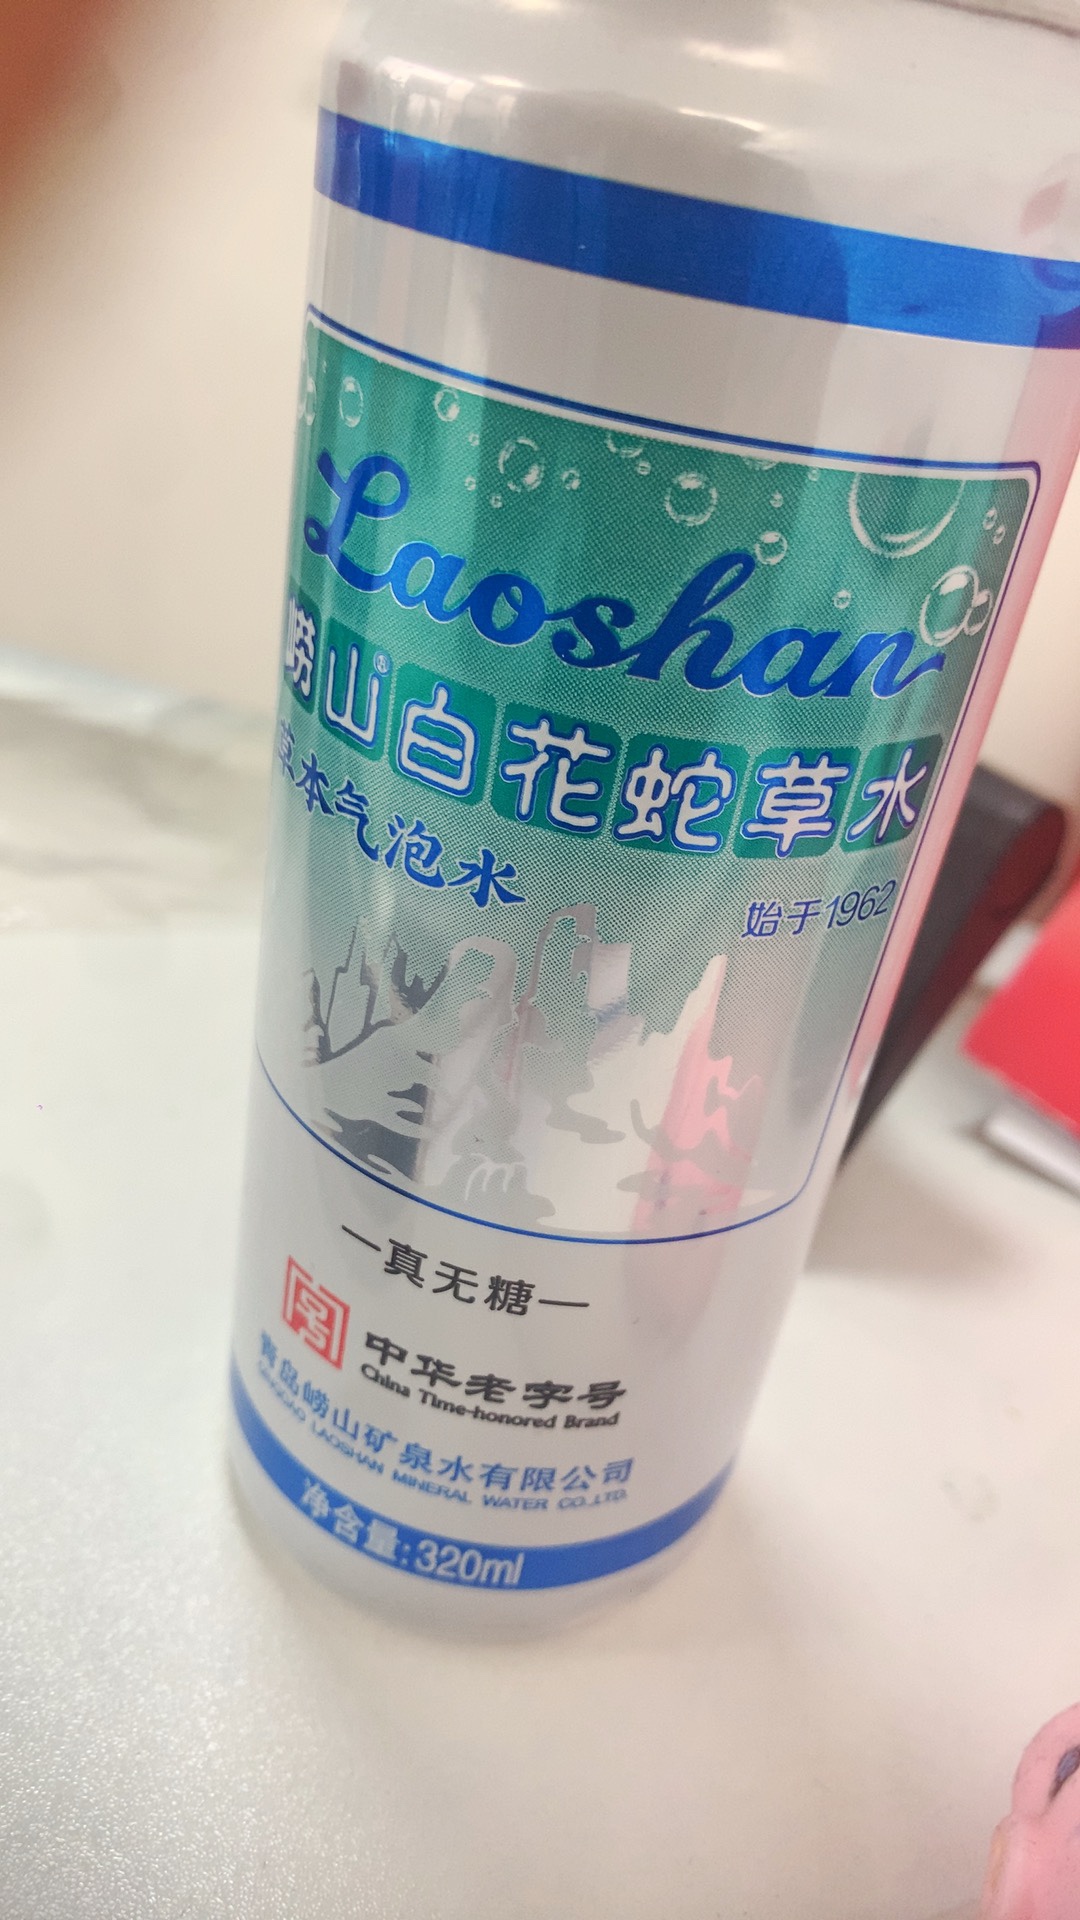 Laoshan
崂山®白花蛇草水
草本气泡水
始于1962
—真无糖—
中华老字号
China Time-honored Brand
青岛崂山矿泉水有限公司
QINGDAO LAOSHAN MINERAL WATER CO.,LTD.
净含量:320ml